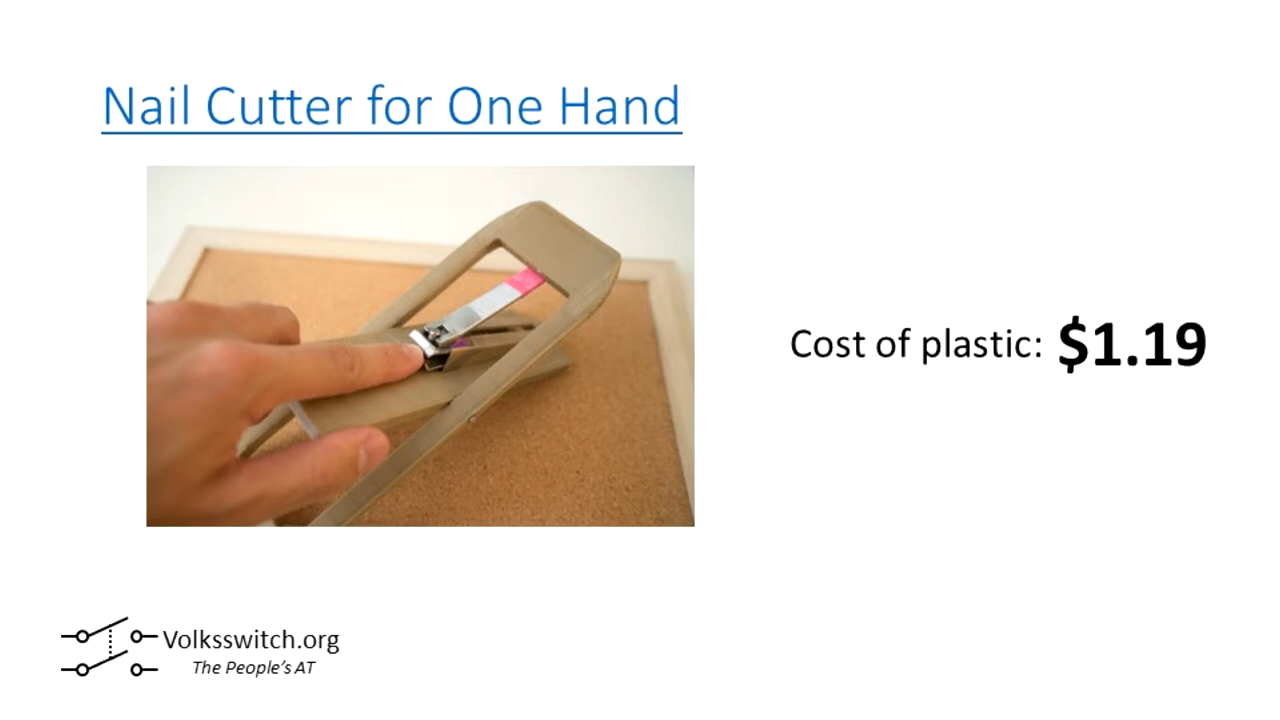 Nail Cutter for One Hand
Cost of plastic: $1.19
Volksswitch.org
The People's AT